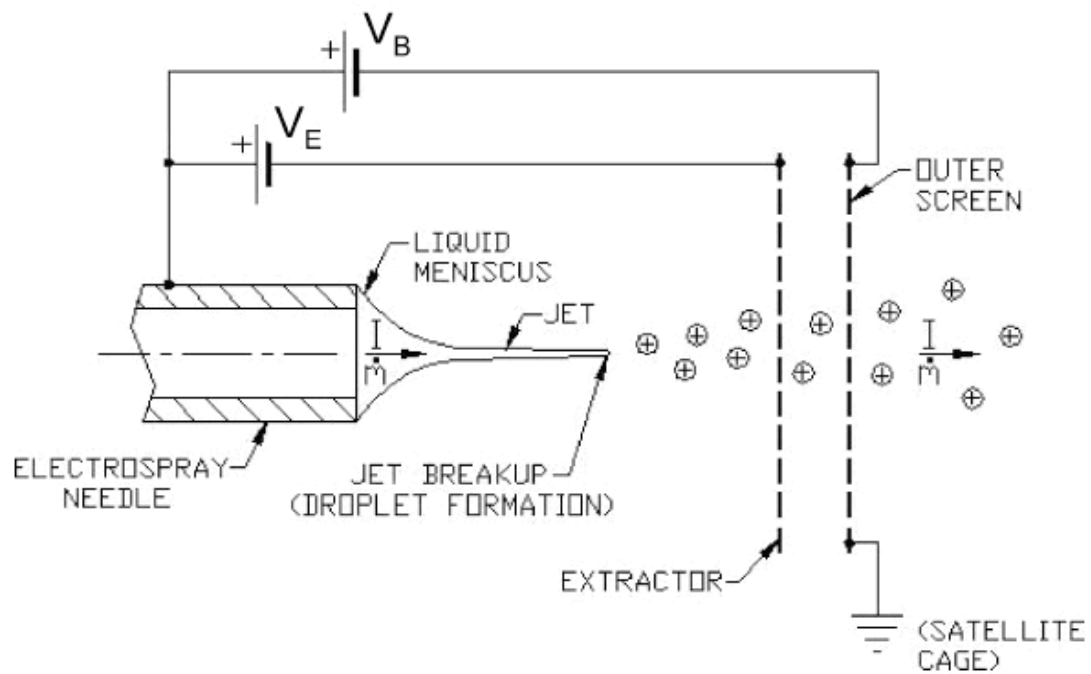 + V_B
+ V_E
OUTER
SCREEN
LIQUID
MENISCUS
JET
I
ṁ
I
ṁ
ELECTROSPRAY
NEEDLE
JET BREAKUP
(DROPLET FORMATION)
EXTRACTOR
(SATELLITE
CAGE)